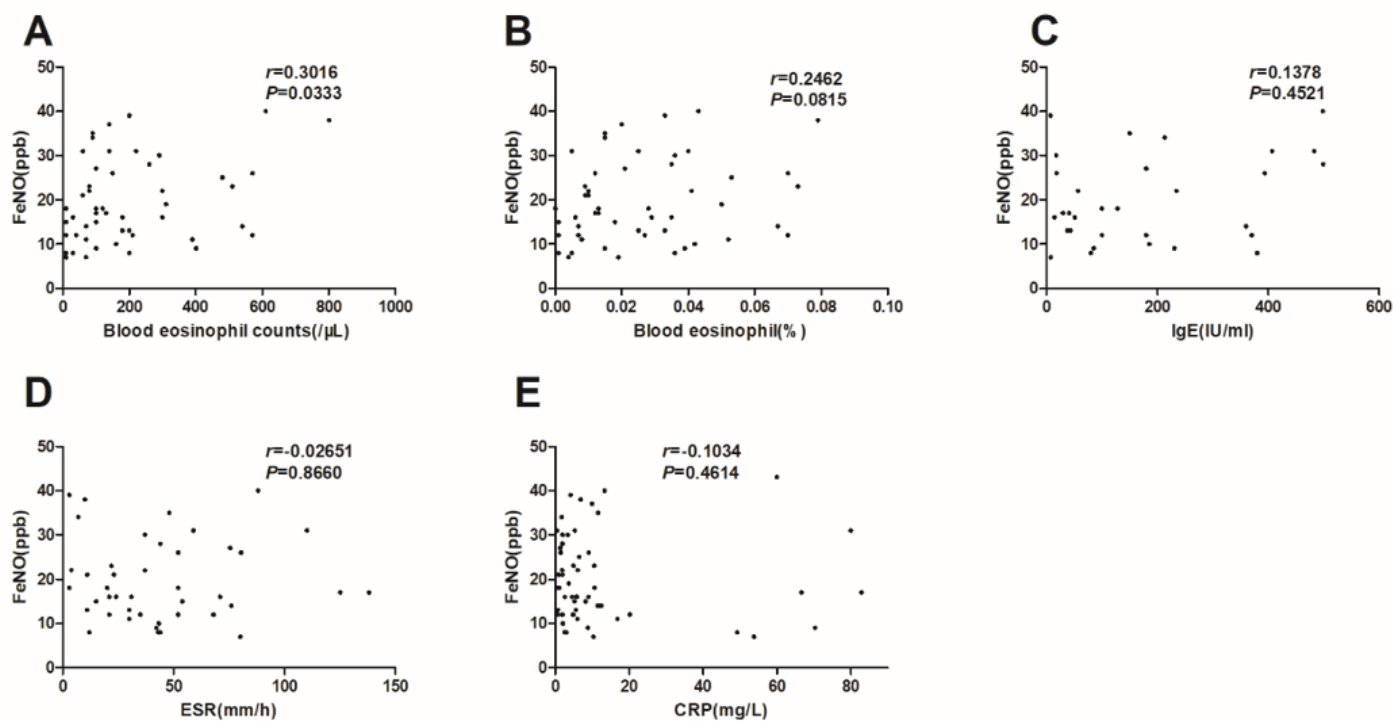 A
r=0.3016
P=0.0333
50
40
30
20
10
0
FeNO(ppb)
0 200 400 600 800 1000
Blood eosinophil counts(/µL)
B
r=0.2462
P=0.0815
50
40
30
20
10
0
FeNO(ppb)
0.00 0.02 0.04 0.06 0.08 0.10
Blood eosinophil(%)
C
r=0.1378
P=0.4521
50
40
30
20
10
0
FeNO(ppb)
0 200 400 600
IgE(IU/ml)
D
r=-0.02651
P=0.8660
50
40
30
20
10
0
FeNO(ppb)
0 50 100 150
ESR(mm/h)
E
r=-0.1034
P=0.4614
50
40
30
20
10
0
FeNO(ppb)
0 20 40 60 80
CRP(mg/L)